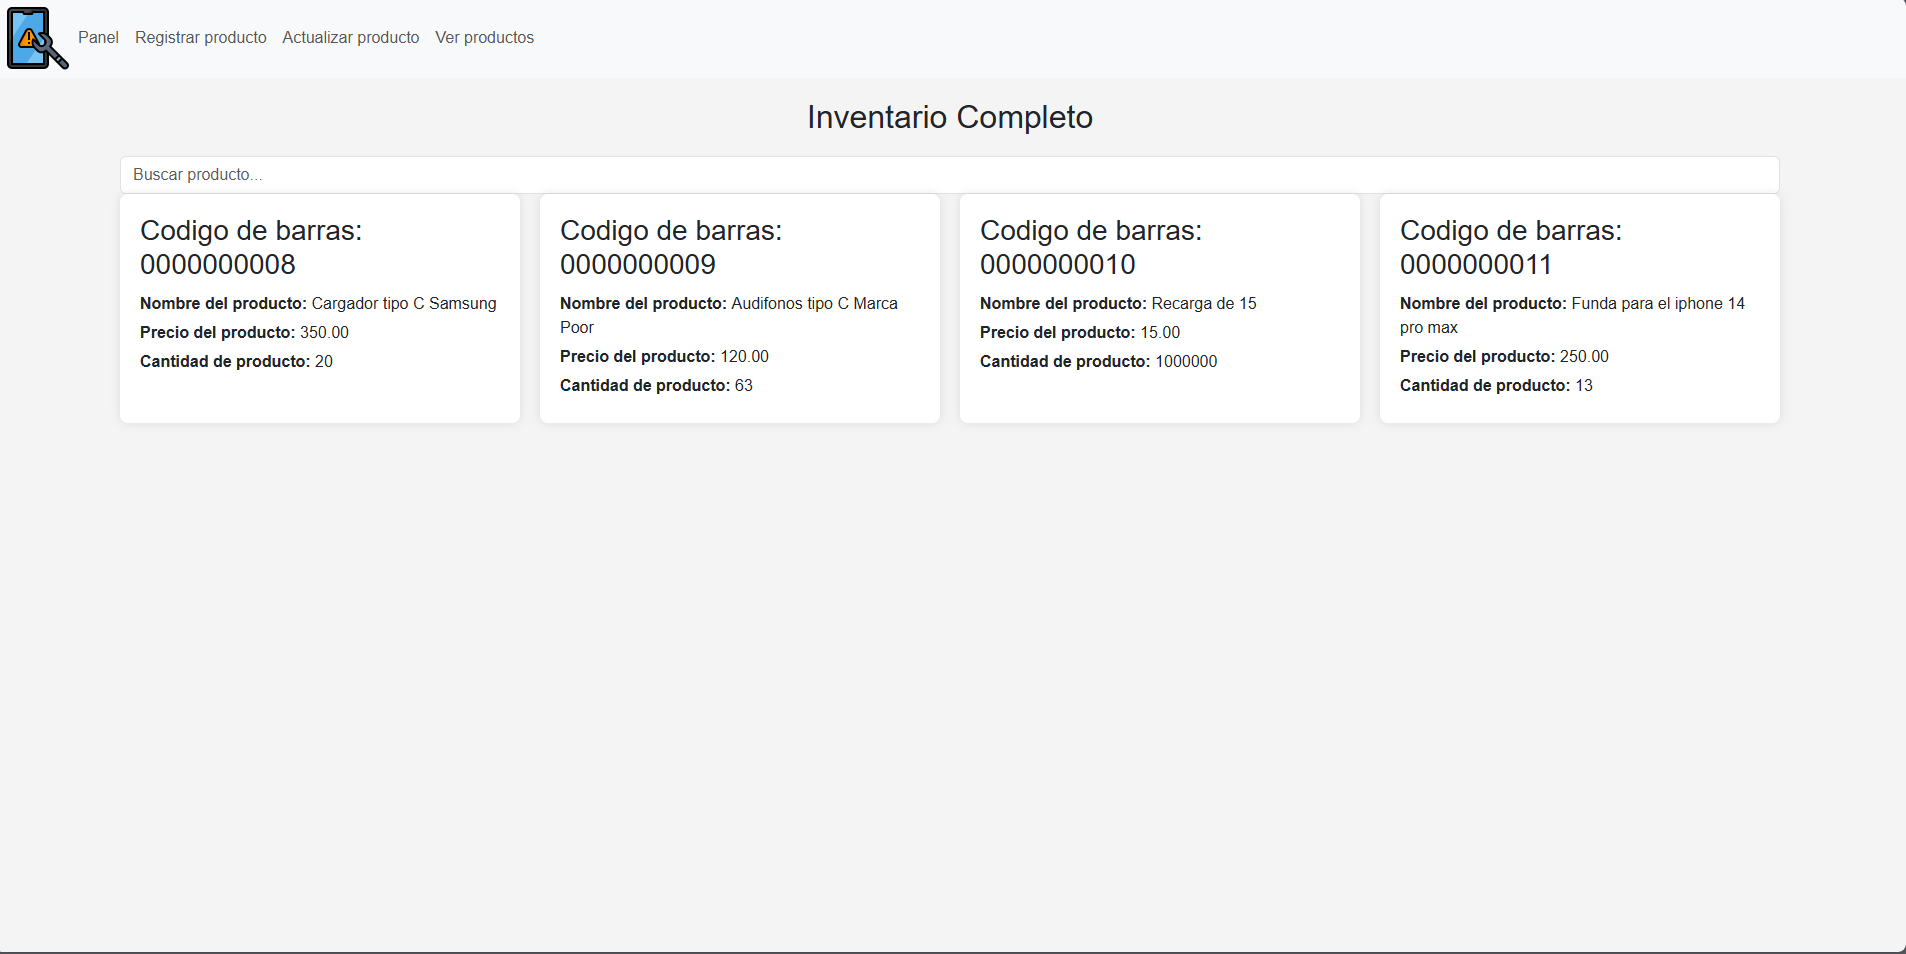 Panel Registrar producto Actualizar producto Ver productos
Inventario Completo
Buscar producto...
Codigo de barras:
0000000008
Nombre del producto: Cargador tipo C Samsung
Precio del producto: 350.00
Cantidad de producto: 20
Codigo de barras:
0000000009
Nombre del producto: Audifonos tipo C Marca
Poor
Precio del producto: 120.00
Cantidad de producto: 63
Codigo de barras:
0000000010
Nombre del producto: Recarga de 15
Precio del producto: 15.00
Cantidad de producto: 1000000
Codigo de barras:
0000000011
Nombre del producto: Funda para el iphone 14
pro max
Precio del producto: 250.00
Cantidad de producto: 13